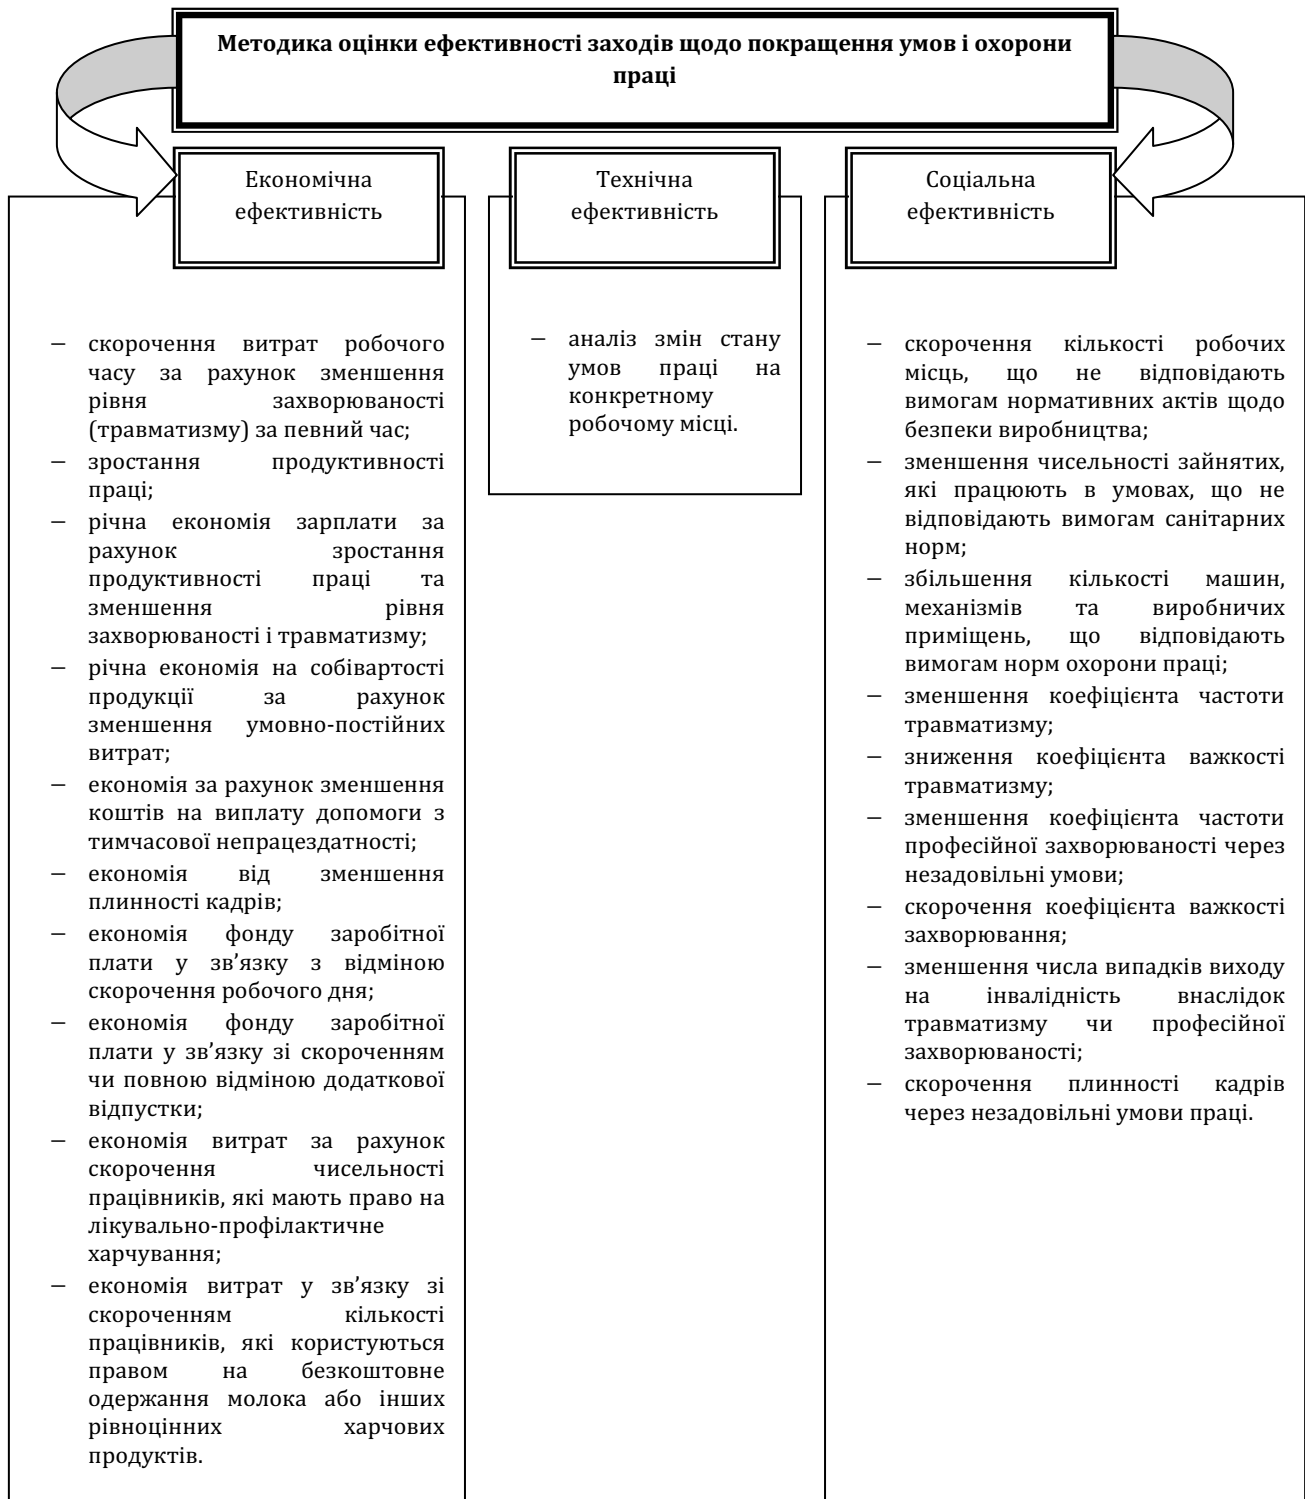 Методика оцінки ефективності заходів щодо покращення умов і охорони
праці
Економічна
ефективність
— скорочення витрат робочого
часу за рахунок зменшення
рівня захворюваності
(травматизму) за певний час;
— зростання продуктивності
праці;
— річна економія зарплати за
рахунок зростання
продуктивності праці та
зменшення рівня
захворюваності і травматизму;
— річна економія на собівартості
продукції за рахунок
зменшення умовно-постійних
витрат;
— економія за рахунок зменшення
коштів на виплату допомоги з
тимчасової непрацездатності;
— економія від зменшення
плинності кадрів;
— економія фонду заробітної
плати у зв’язку з відміною
скорочення робочого дня;
— економія фонду заробітної
плати у зв’язку зі скороченням
чи повною відміною додаткової
відпустки;
— економія витрат за рахунок
скорочення чисельності
працівників, які мають право на
лікувально-профілактичне
харчування;
— економія витрат у зв’язку зі
скороченням кількості
працівників, які користуються
правом на безкоштовне
одержання молока або інших
рівноцінних харчових
продуктів.
Технічна
ефективність
— аналіз змін стану
умов праці на
конкретному
робочому місці.
Соціальна
ефективність
— скорочення кількості робочих
місць, що не відповідають
вимогам нормативних актів щодо
безпеки виробництва;
— зменшення чисельності зайнятих,
які працюють в умовах, що не
відповідають вимогам санітарних
норм;
— збільшення кількості машин,
механізмів та виробничих
приміщень, що відповідають
вимогам норм охорони праці;
— зменшення коефіцієнта частоти
травматизму;
— зниження коефіцієнта важкості
травматизму;
— зменшення коефіцієнта частоти
професійної захворюваності через
незадовільні умови;
— скорочення коефіцієнта важкості
захворювання;
— зменшення числа випадків виходу
на інвалідність внаслідок
травматизму чи професійної
захворюваності;
— скорочення плинності кадрів
через незадовільні умови праці.